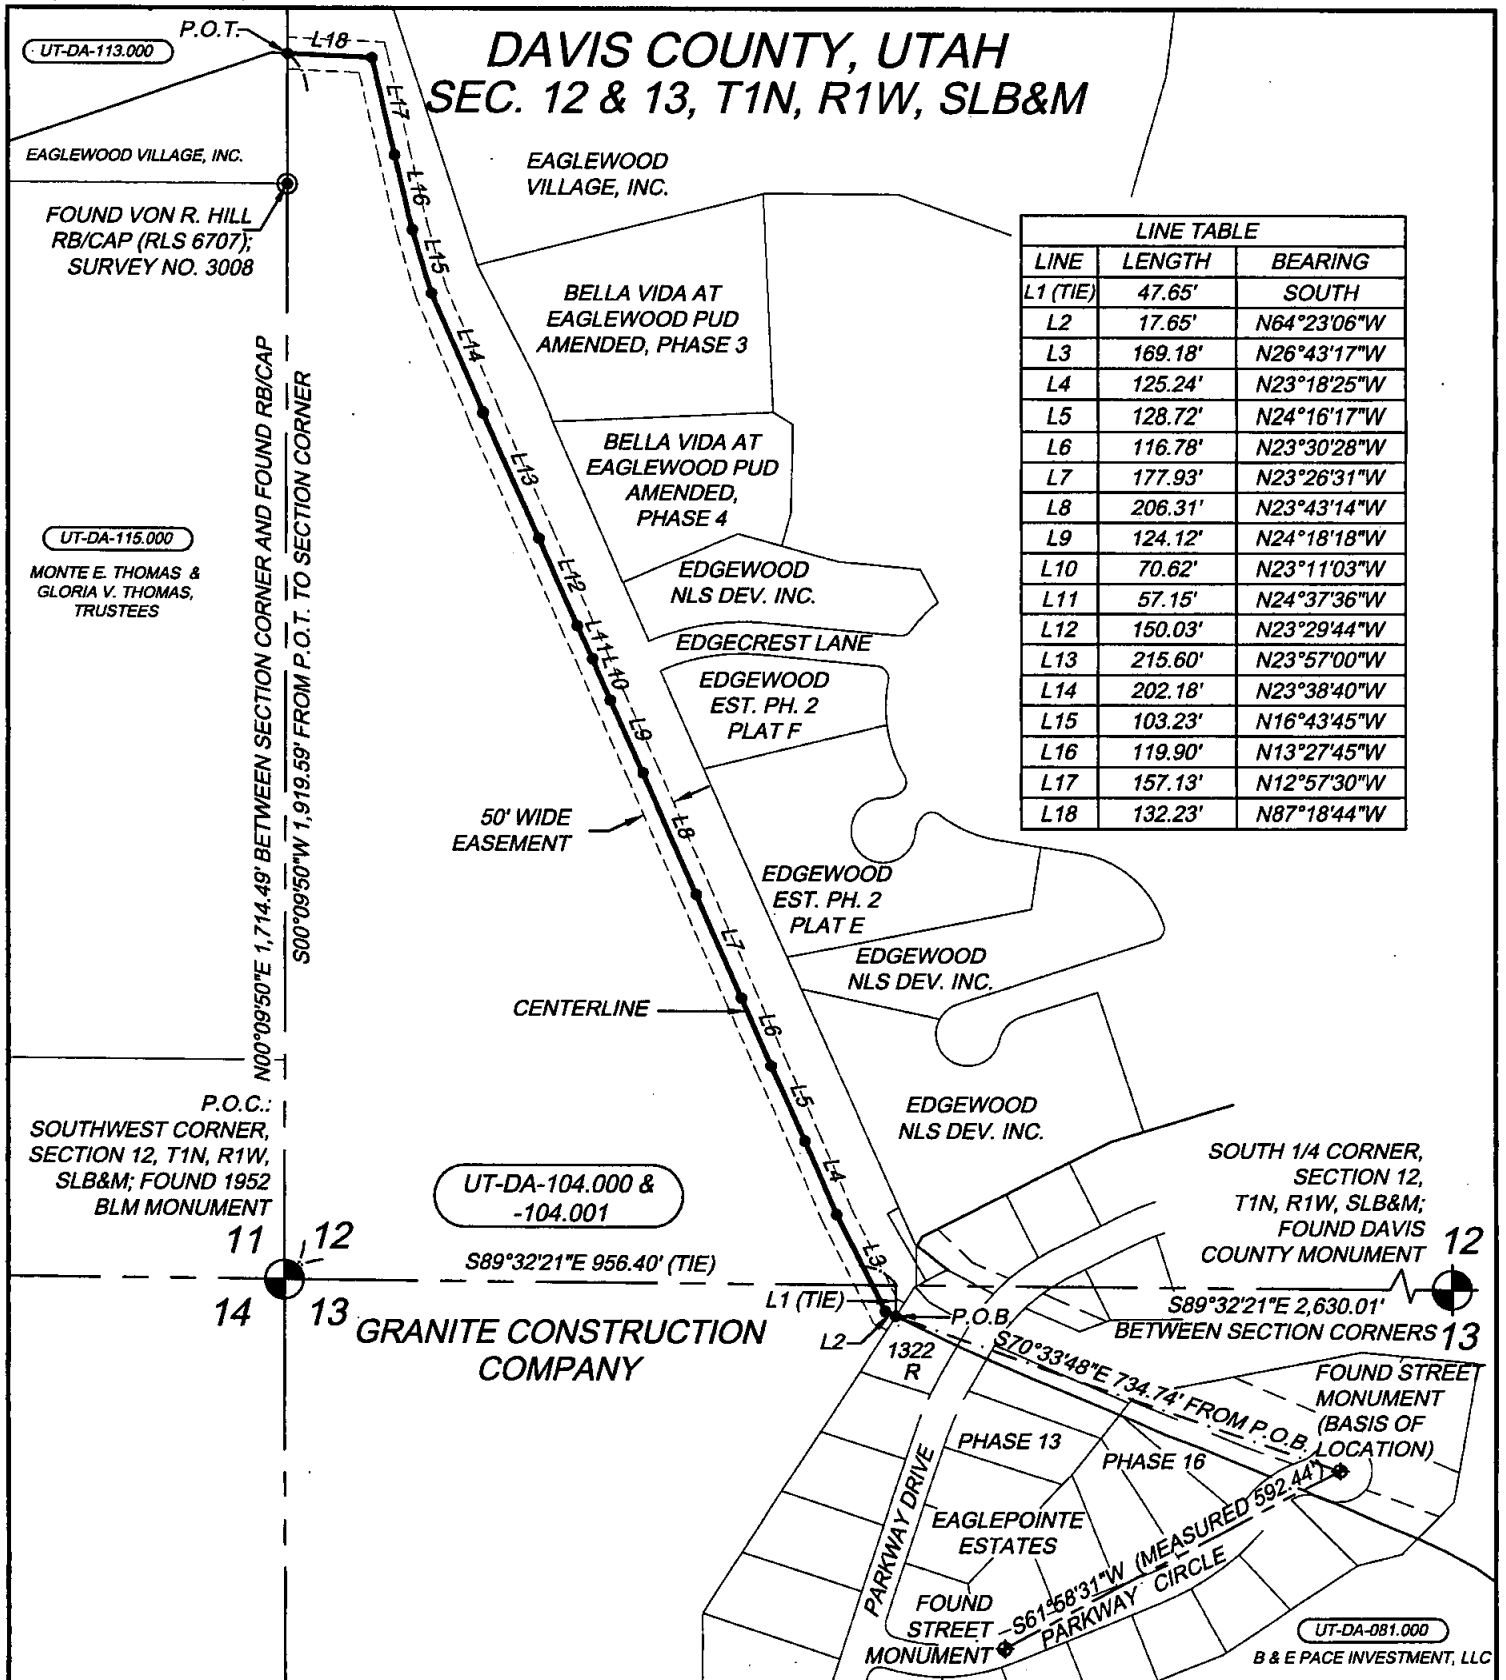 P.O.T.
UT-DA-113.000
L18
DAVIS COUNTY, UTAH
SEC. 12 & 13, T1N, R1W, SLB&M
L17
EAGLEWOOD VILLAGE, INC.
EAGLEWOOD
VILLAGE, INC.
L16
FOUND VON R. HILL
RB/CAP (RLS 6707);
SURVEY NO. 3008
L15
LINE TABLE
LINE LENGTH BEARING
L1 (TIE) 47.65' SOUTH
L2 17.65' N64°23'06"W
L3 169.18' N26°43'17"W
L4 125.24' N23°18'25"W
L5 128.72' N24°16'17"W
L6 116.78' N23°30'28"W
L7 177.93' N23°26'31"W
L8 206.31' N23°43'14"W
L9 124.12' N24°18'18"W
L10 70.62' N23°11'03"W
L11 57.15' N24°37'36"W
L12 150.03' N23°29'44"W
L13 215.60' N23°57'00"W
L14 202.18' N23°38'40"W
L15 103.23' N16°43'45"W
L16 119.90' N13°27'45"W
L17 157.13' N12°57'30"W
L18 132.23' N87°18'44"W
BELLA VIDA AT
EAGLEWOOD PUD
AMENDED, PHASE 3
L14
N00°09'50"E 1,714.49' BETWEEN SECTION CORNER AND FOUND RB/CAP
S00°09'50"W 1,919.59' FROM P.O.T. TO SECTION CORNER
BELLA VIDA AT
EAGLEWOOD PUD
AMENDED,
PHASE 4
L13
UT-DA-115.000
MONTE E. THOMAS &
GLORIA V. THOMAS,
TRUSTEES
L12
EDGEWOOD
NLS DEV. INC.
L11
EDGECREST LANE
L10
EDGEWOOD
EST. PH. 2
PLAT F
L9
50' WIDE
EASEMENT
L8
EDGEWOOD
EST. PH. 2
PLAT E
L7
EDGEWOOD
NLS DEV. INC.
CENTERLINE
L6
L5
EDGEWOOD
NLS DEV. INC.
P.O.C.:
SOUTHWEST CORNER,
SECTION 12, T1N, R1W,
SLB&M; FOUND 1952
BLM MONUMENT
UT-DA-104.000 &
-104.001
L4
SOUTH 1/4 CORNER,
SECTION 12,
T1N, R1W, SLB&M;
FOUND DAVIS
COUNTY MONUMENT
11 12
12
S89°32'21"E 956.40' (TIE)
L3
14 13
L1 (TIE)
P.O.B.
S89°32'21"E 2,630.01'
BETWEEN SECTION CORNERS
13
GRANITE CONSTRUCTION
COMPANY
L2
1322
R
S70°33'48"E 734.74' FROM P.O.B.
FOUND STREET
MONUMENT
(BASIS OF
LOCATION)
PHASE 13
PHASE 16
PARKWAY DRIVE
EAGLEPOINTE
ESTATES
S61°58'31"W (MEASURED 592.44')
PARKWAY CIRCLE
FOUND
STREET
MONUMENT
UT-DA-081.000
B & E PACE INVESTMENT, LLC